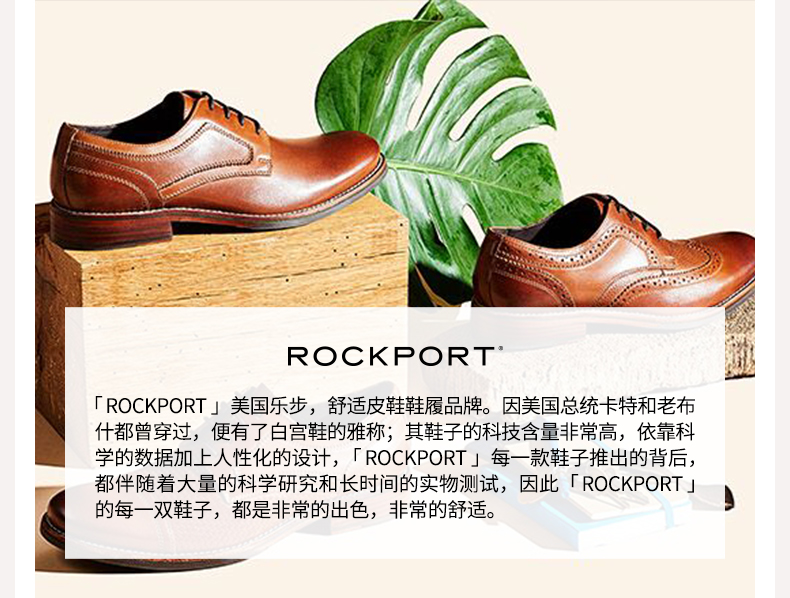 ROCKPORT®
「ROCKPORT」美国乐步，舒适皮鞋鞋履品牌。因美国总统卡特和老布
什都曾穿过，便有了白宫鞋的雅称；其鞋子的科技含量非常高，依靠科
学的数据加上人性化的设计，「ROCKPORT」每一款鞋子推出的背后，
都伴随着大量的科学研究和长时间的实物测试，因此「ROCKPORT」
的每一双鞋子，都是非常的出色，非常的舒适。